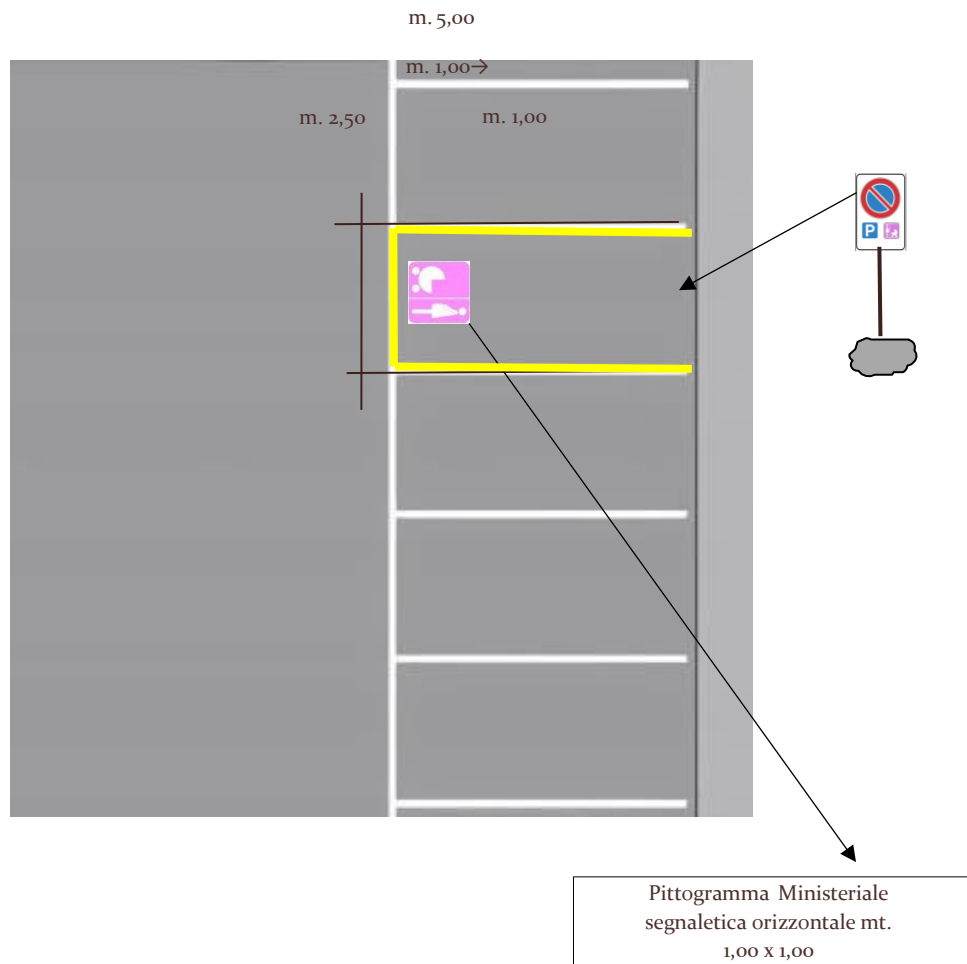 m. 5,00
m. 1,00→
m. 2,50
m. 1,00
P
Pittogramma Ministeriale
segnaletica orizzontale mt.
1,00 x 1,00